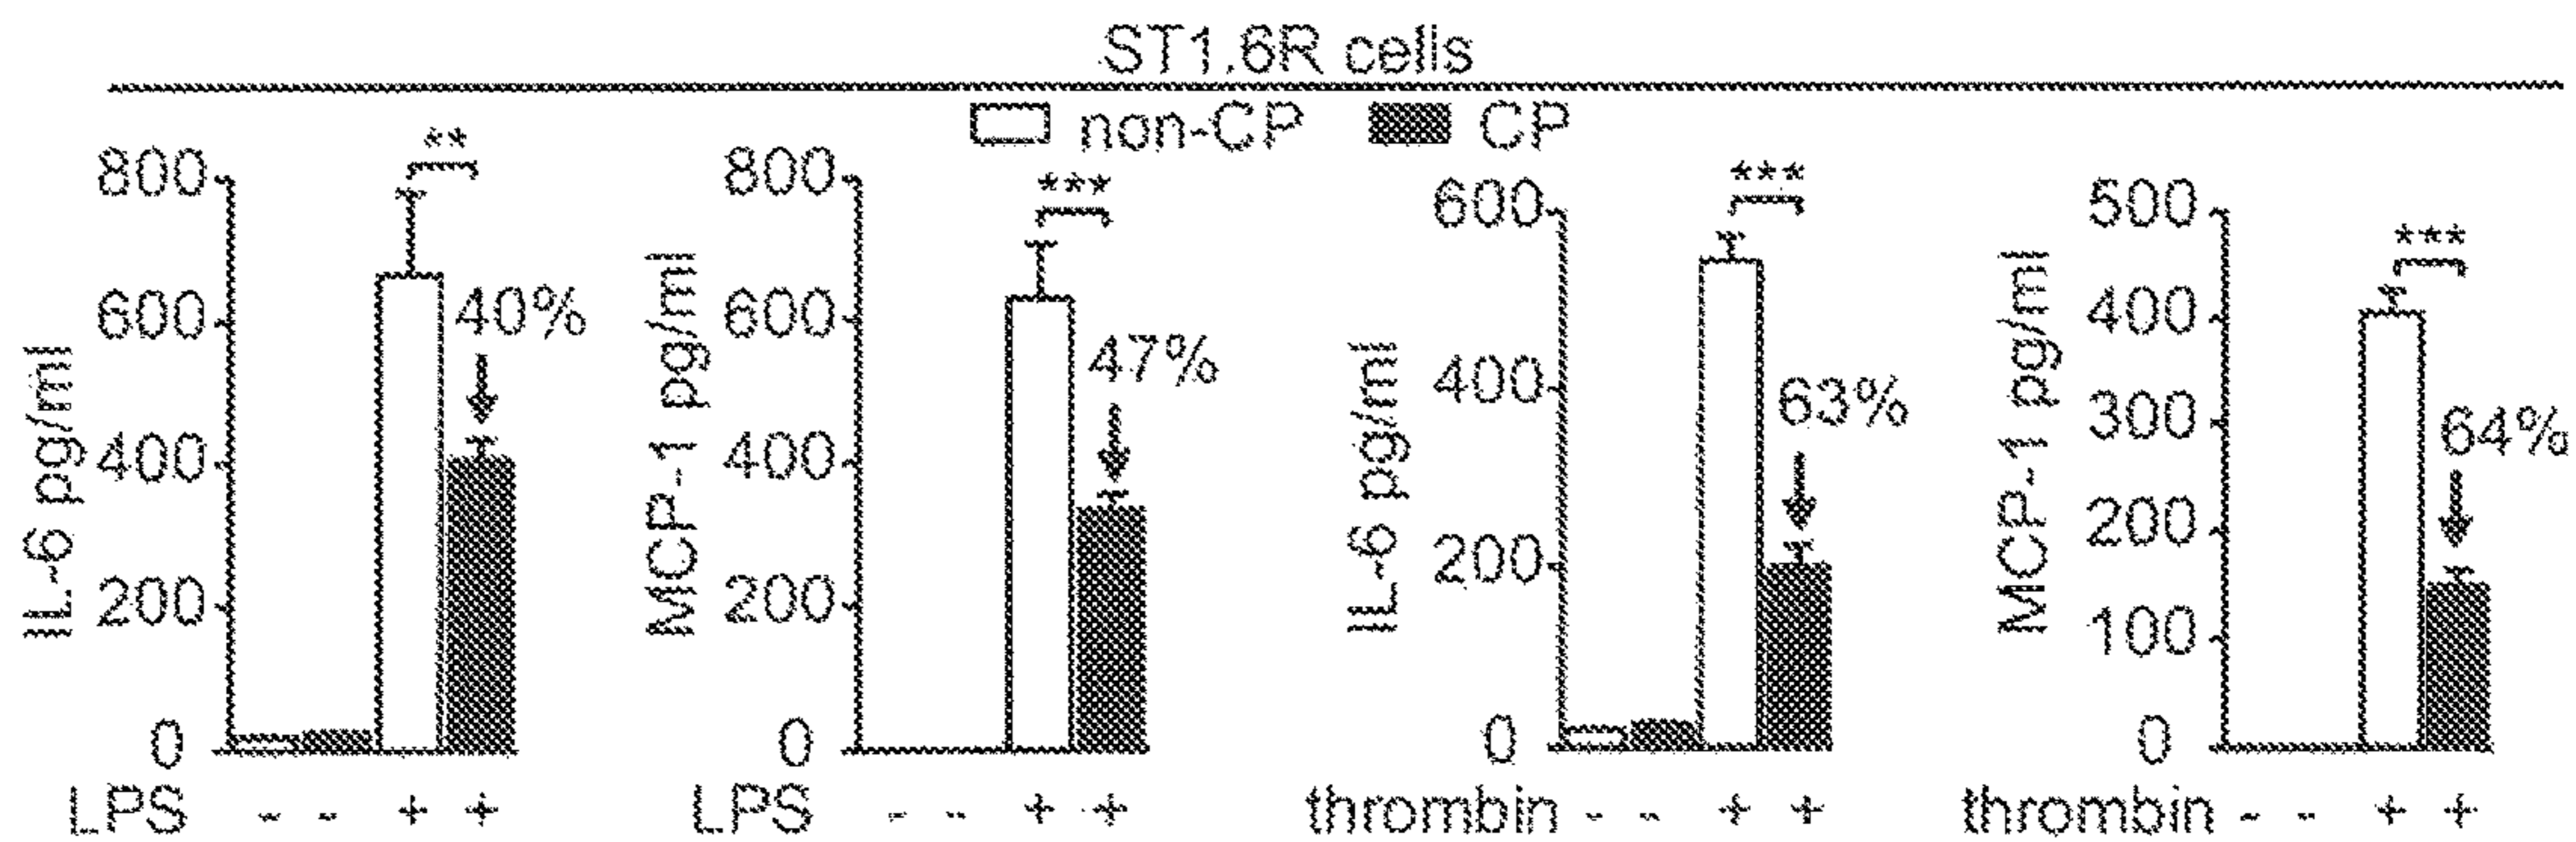 ST1.6R cells
non-CP CP
IL-6 pg/ml
800
600
400
200
0
**
40%
LPS - - + +
MCP-1 pg/ml
800
600
400
200
0
***
47%
LPS - - + +
IL-6 pg/ml
600
400
200
0
***
63%
thrombin - - + +
MCP-1 pg/ml
500
400
300
200
100
0
***
64%
thrombin - - + +